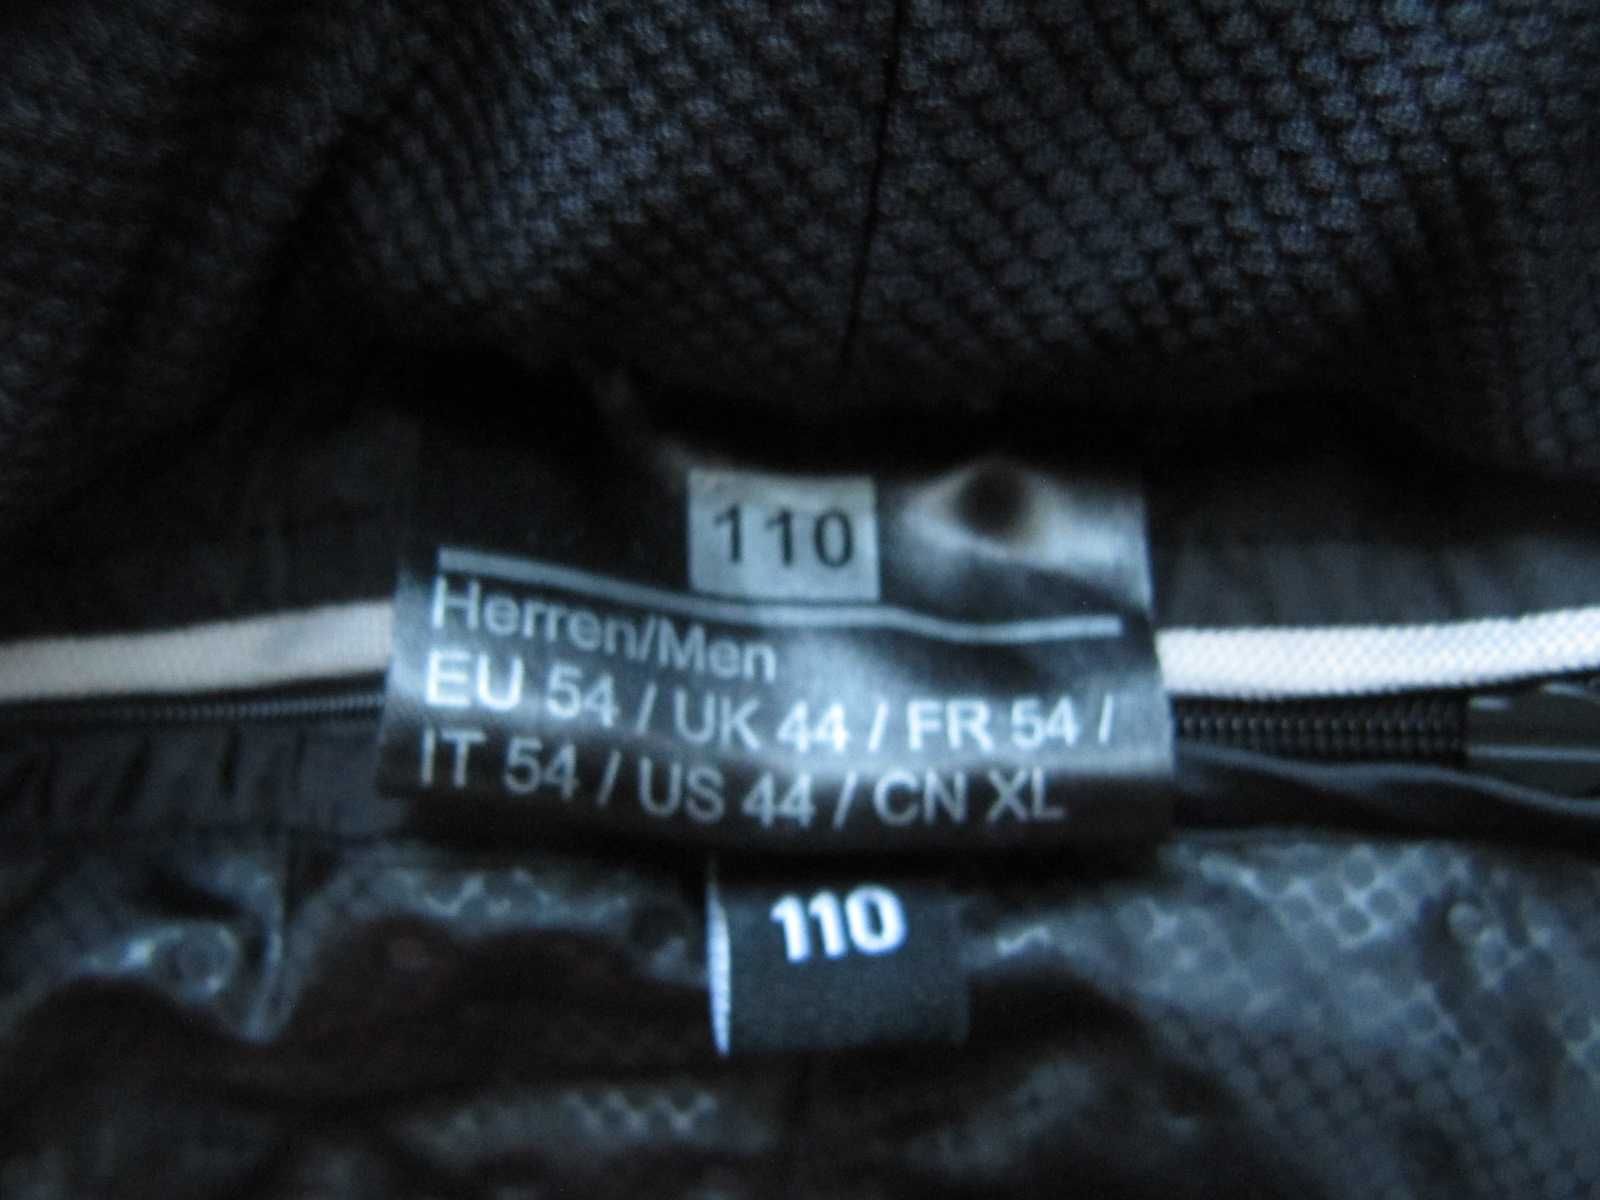 110
Herren/Men
EU 54 / UK 44 / FR 54 /
IT 54 / US 44 / CN XL
110